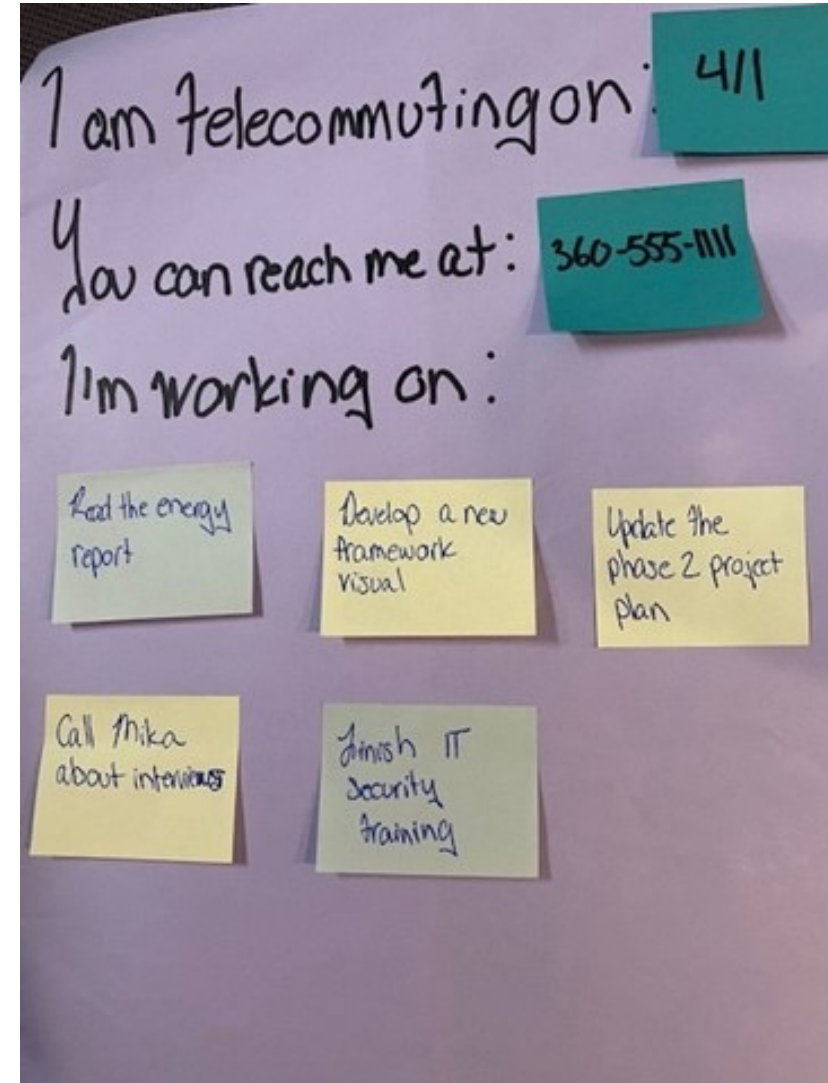 I am telecommuting on: 4/1
You can reach me at: 360-555-1111
I'm working on:
Read the energy
report
Develop a new
framework
visual
Update the
phase 2 project
plan
Call Mika
about interviews
Finish IT
security
training